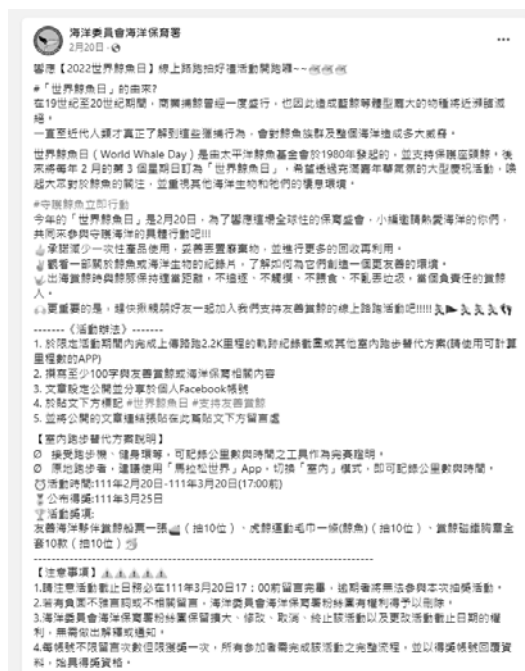 海洋委員會海洋保育署
2月20日
響應【2022世界鯨魚日】線上路跑抽好禮活動開跑囉~~
#「世界鯨魚日」的由來?
在19世紀至20世紀期間，商業捕鯨曾經一度盛行，也因此造成藍鯨等體型龐大的物種將近瀕臨滅
絕。
一直至近代人類才真正了解到這些獵捕行為，會對鯨魚族群及整個海洋造成多大威脅。
世界鯨魚日（World Whale Day）是由太平洋鯨魚基金會於1980年發起的，並支持保護座頭鯨。後
來將每年 2 月的第 3 個星期日訂為「世界鯨魚日」，希望透過充滿嘉年華氣氛的大型慶祝活動，喚
起大眾對於鯨魚的關注，並重視其他海洋生物和牠們的棲息環境。
#守護鯨魚立即行動
今年的「世界鯨魚日」是2月20日，為了響應這場全球性的保育盛會，小編邀請熱愛海洋的你們，
共同來參與守護海洋的具體行動吧!!!
承諾減少一次性產品使用，妥善丟置廢棄物，並進行更多的回收再利用。
觀看一部關於鯨魚或海洋生物的紀錄片，了解如何為它們創造一個更友善的環境。
出海賞鯨時與鯨豚保持適當距離，不追逐、不觸摸、不餵食、不亂丟垃圾，當個負責任的賞鯨
人。
更重要的是，趕快揪親朋好友一起加入我們支持友善賞鯨的線上路跑活動吧!!!!!
-------《活動辦法》-------
1. 於限定活動期間內完成上傳路跑2.2K里程的軌跡紀錄截圖或其他室內跑步替代方案(請使用可計算
里程數的APP)
2. 撰寫至少100字與友善賞鯨或海洋保育相關內容
3. 文章設定公開並分享於個人Facebook帳號
4. 於貼文下方標記 #世界鯨魚日 #支持友善賞鯨
5. 並將公開的文章連結張貼在此篇貼文下方留言處
【室內跑步替代方案說明】
Ø 接受跑步機、健身環等，可記錄公里數與時間之工具作為完賽證明。
Ø 原地跑步者，建議使用「馬拉松世界」App，切換「室內」模式，即可記錄公里數與時間。
活動時間:111年2月20日-111年3月20日(17:00前)
公布得獎:111年3月25日
活動獎項:
友善海洋夥伴賞鯨船票一張（抽10位）、虎鯨運動毛巾一條(鯨魚)（抽10位）、賞鯨磁鐵胸章全
套10款（抽10位）
------------------------------------------------------------
【注意事項】
1.請注意活動截止日務必在111年3月20日17：00前留言完畢，逾期者將無法參與本次抽獎活動。
2.若有負面不雅言詞或不相關留言，海洋委員會海洋保育署粉絲團有權利得予以刪除。
3.海洋委員會海洋保育署粉絲團保留擴大、修改、取消、終止該活動以及更改活動截止日期的權
利，無需做出解釋或通知。
4.每帳號不限留言次數但限獲獎一次，所有參加者需完成該活動之完整流程，並以得獎帳號回覆資
料，始具得獎資格。